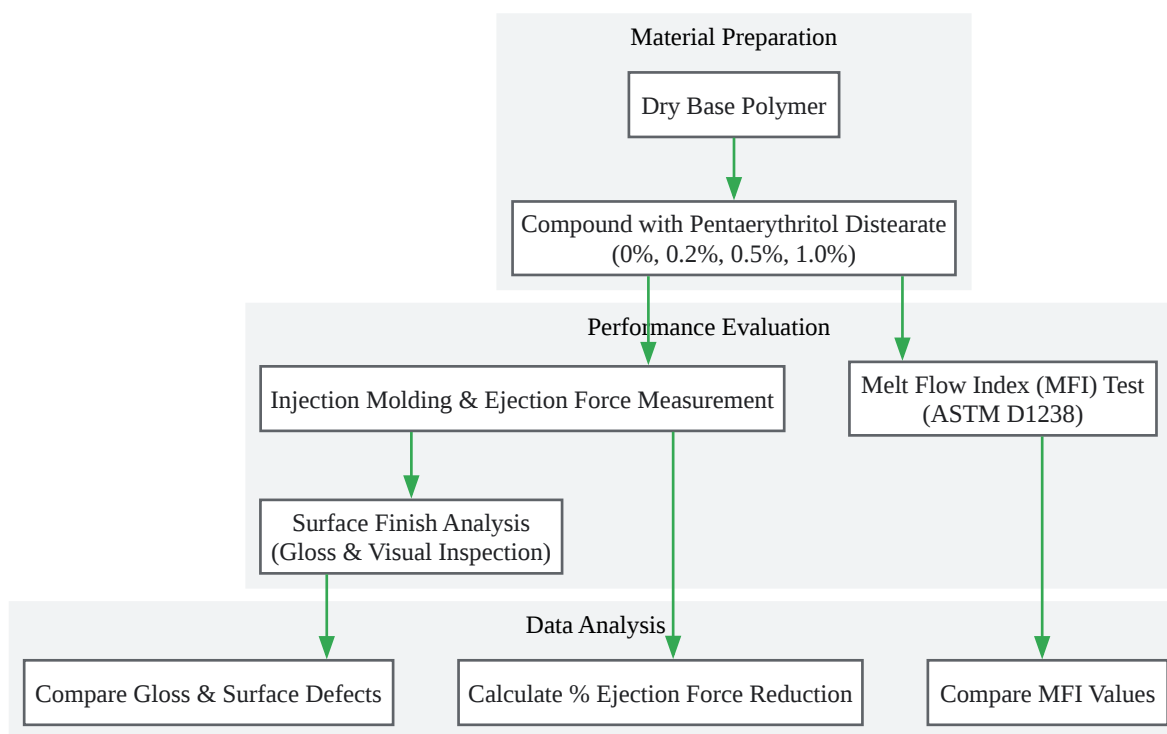 Material Preparation
Dry Base Polymer
Compound with Pentaerythritol Distearate
(0%, 0.2%, 0.5%, 1.0%)
Performance Evaluation
Injection Molding & Ejection Force Measurement
Melt Flow Index (MFI) Test
(ASTM D1238)
Surface Finish Analysis
(Gloss & Visual Inspection)
Data Analysis
Compare Gloss & Surface Defects
Calculate % Ejection Force Reduction
Compare MFI Values